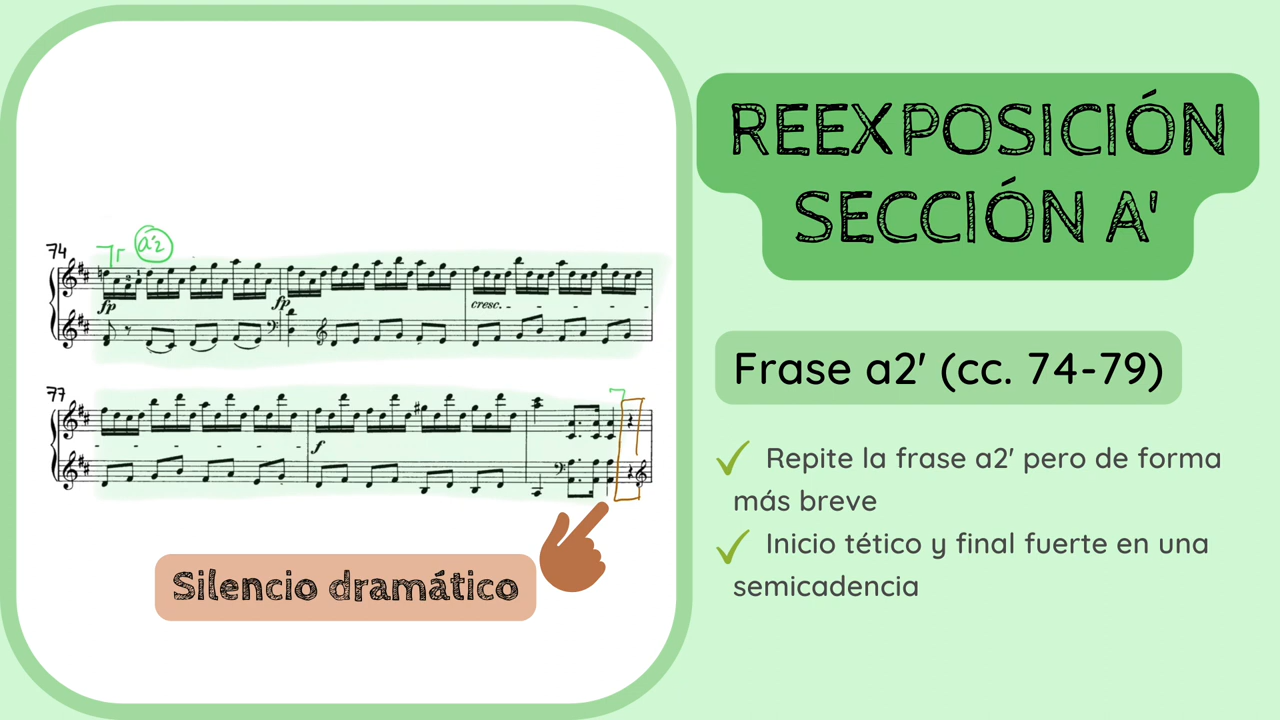 REEXPOSICIÓN
SECCIÓN A'
74
a'2
fp
fp
cresc.
77
f
Silencio dramático
Frase a2' (cc. 74-79)
Repite la frase a2' pero de forma
más breve
Inicio tético y final fuerte en una
semicadencia